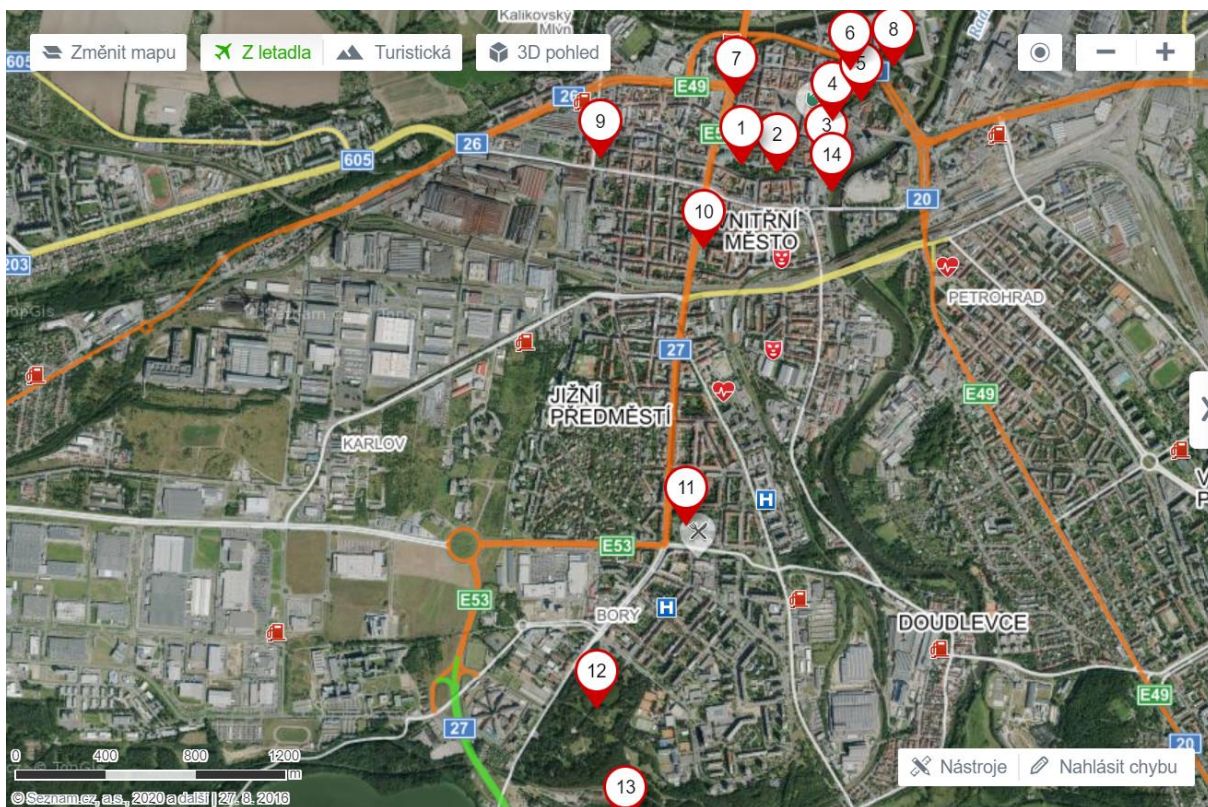 Kalikovský
Mlýn
Změnit mapu
Z letadla
Turistická
3D pohled
605
26
E49
7
6
8
5
4
9
1
2
3
14
26
605
20
203
10
VNITŘNÍ
MĚSTO
PETROHRAD
27
E49
JIŽNÍ
PŘEDMĚSTÍ
KARLOV
11
H
E53
E53
BORY
H
DOUDLEVCE
12
E49
27
20
13
0 400 800 1200
m
Nástroje
Nahlásit chybu
© Seznam.cz, a.s., 2020 a další | 27. 8. 2016